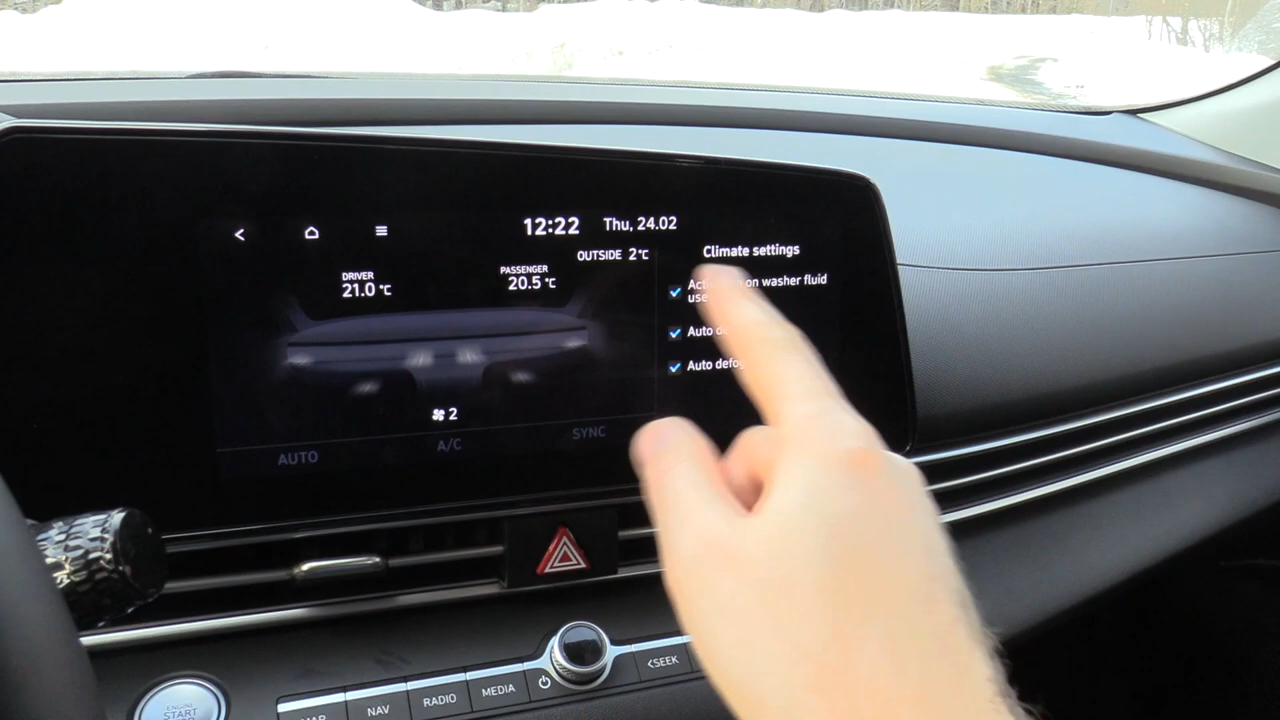 12:22 Thu, 24.02
OUTSIDE 2°C
Climate settings
DRIVER
21.0 °C
PASSENGER
20.5 °C
on washer fluid
use
Auto
Auto defog
2
AUTO
A/C
SYNC
ENGINE
START
MAP
NAV
RADIO
MEDIA
<SEEK